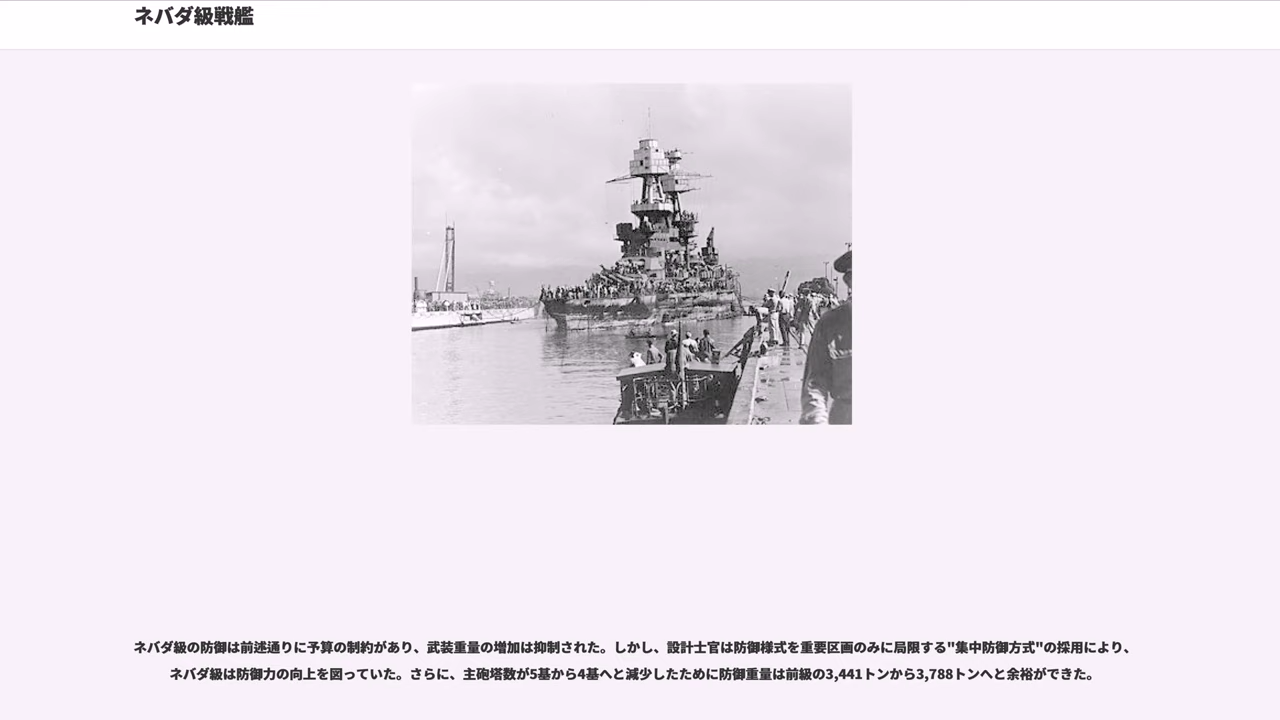 ネバダ級戦艦
ネバダ級の防御は前述通りに予算の制約があり、武装重量の増加は抑制された。しかし、設計士官は防御様式を重要区画のみに局限する"集中防御方式"の採用により、
ネバダ級は防御力の向上を図っていた。さらに、主砲塔数が5基から4基へと減少したために防御重量は前級の3,441トンから3,788トンへと余裕ができた。